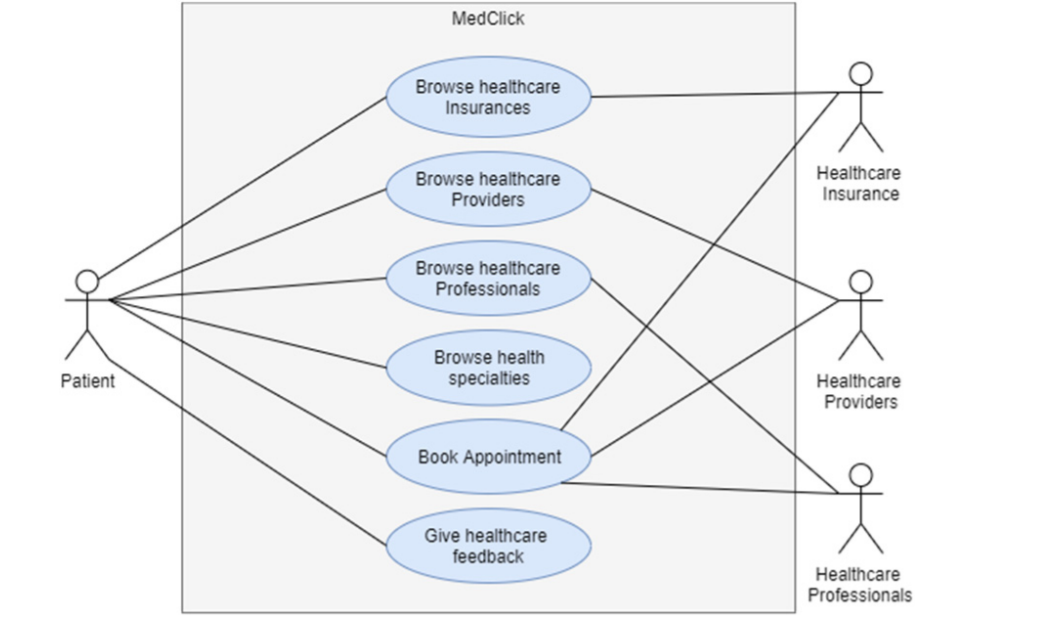 MedClick
Browse healthcare
Insurances
Browse healthcare
Providers
Browse healthcare
Professionals
Browse health
specialties
Book Appointment
Give healthcare
feedback
Patient
Healthcare
Insurance
Healthcare
Providers
Healthcare
Professionals